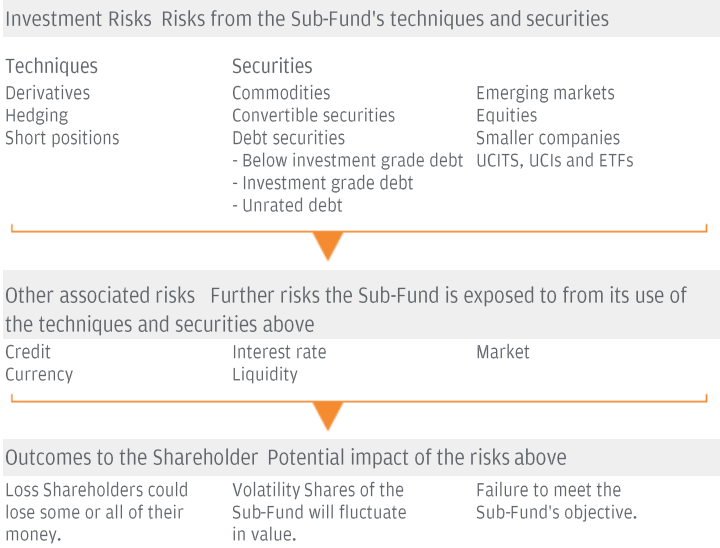 Investment Risks Risks from the Sub-Fund's techniques and securities
Techniques
Derivatives
Hedging
Short positions
Securities
Commodities
Convertible securities
Debt securities
- Below investment grade debt
- Investment grade debt
- Unrated debt
Emerging markets
Equities
Smaller companies
UCITS, UCIs and ETFs
Other associated risks Further risks the Sub-Fund is exposed to from its use of
the techniques and securities above
Credit
Currency
Interest rate
Liquidity
Market
Outcomes to the Shareholder Potential impact of the risks above
Loss Shareholders could
lose some or all of their
money.
Volatility Shares of the
Sub-Fund will fluctuate
in value.
Failure to meet the
Sub-Fund's objective.